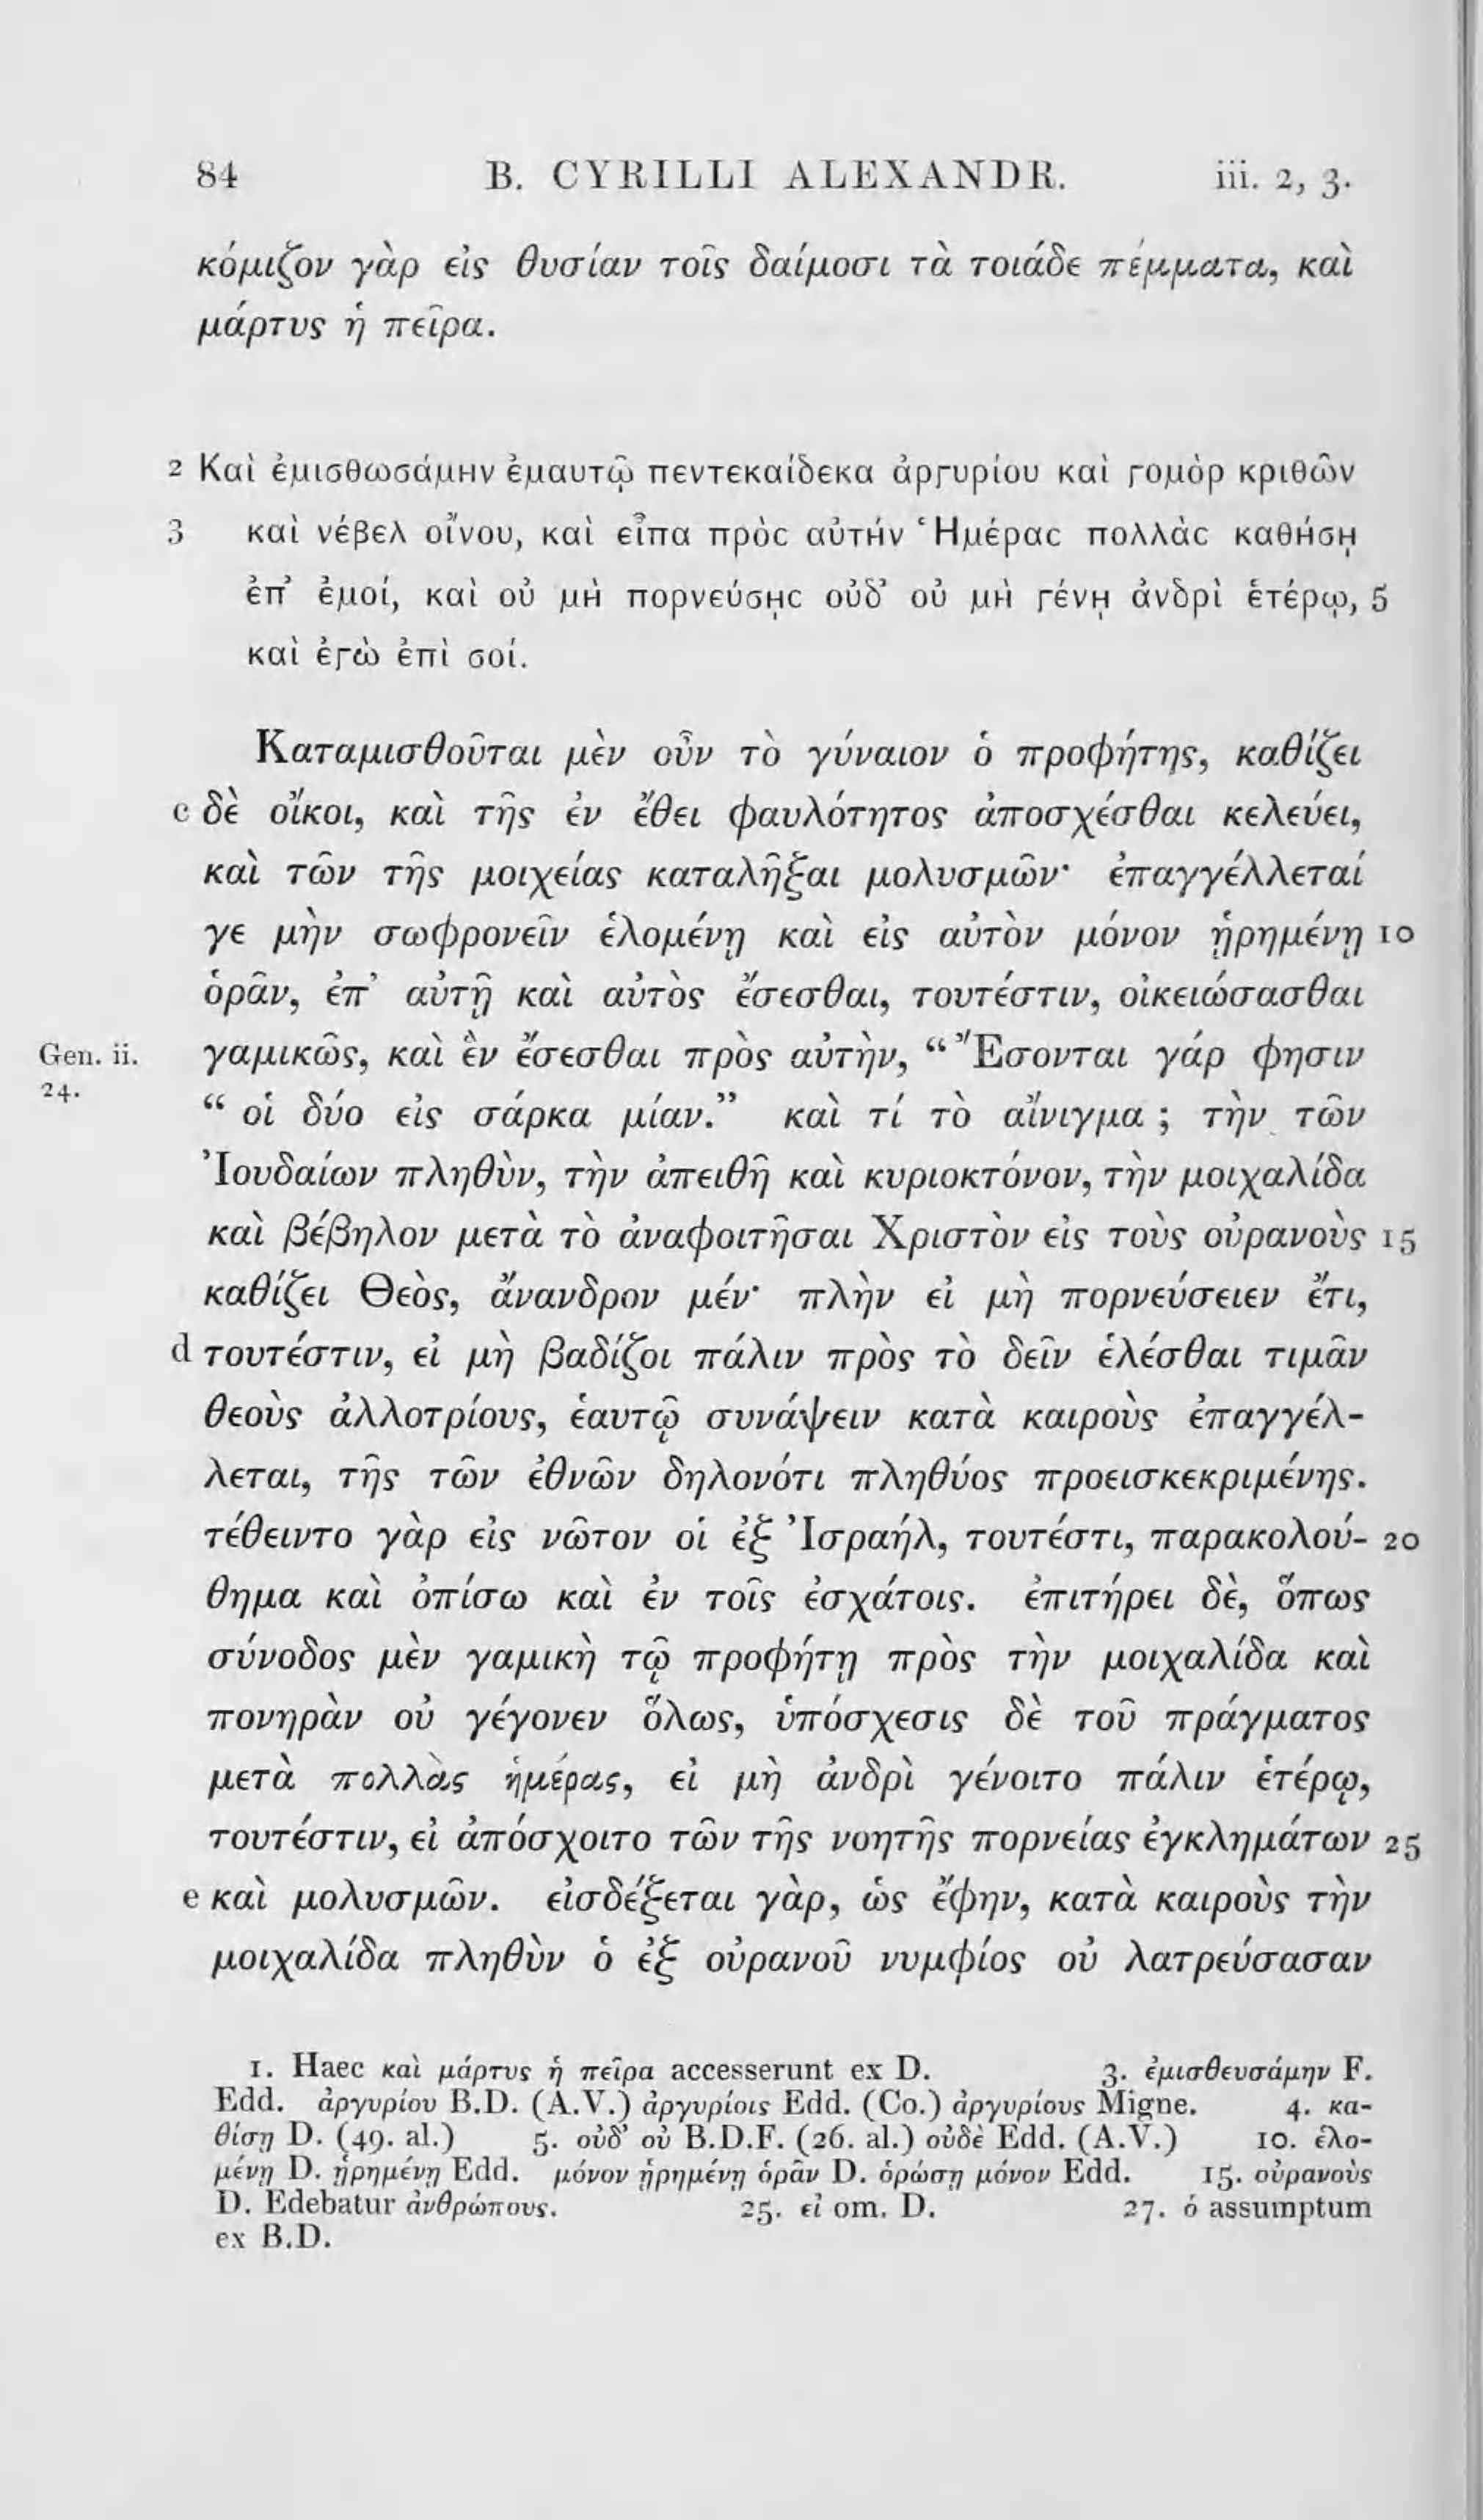 84 B. CYRILLI ALEXANDR. iii. 2, 3.
κόμιζον γὰρ εἰς θυσίαν τοῖς δαίμοσι τὰ τοιάδε πέμματα, καὶ
μάρτυς ἡ πεῖρα.
2 Καὶ ἐμισθωσάμην ἐμαυτῷ πεντεκαίδεκα ἀργυρίου καὶ γομὸρ κριθῶν
3 καὶ νέβελ οἴνου, καὶ εἶπα πρὸς αὐτήν Ἡμέρας πολλὰς καθήσῃ
ἐπ’ ἐμοί, καὶ οὐ μὴ πορνεύσῃς οὐδ’ οὐ μὴ γένῃ ἀνδρὶ ἑτέρῳ, 5
καὶ ἐγὼ ἐπὶ σοί.
Καταμισθοῦται μὲν οὖν τὸ γύναιον ὁ προφήτης, καθίζει
c δὲ οἴκοι, καὶ τῆς ἐν ἔθει φαυλότητος ἀποσχέσθαι κελεύει,
καὶ τῶν τῆς μοιχείας καταλῆξαι μολυσμῶν· ἐπαγγέλλεταί
γε μὴν σωφρονεῖν ἑλομένῃ καὶ εἰς αὐτὸν μόνον ᾑρημένῃ 10
ὁρᾶν, ἐπ’ αὐτῇ καὶ αὐτὸς ἔσεσθαι, τουτέστιν, οἰκειώσασθαι
Gen. ii. γαμικῶς, καὶ ἓν ἔσεσθαι πρὸς αὐτὴν, “ Ἔσονται γάρ φησιν
24. “ οἱ δύο εἰς σάρκα μίαν.” καὶ τί τὸ αἴνιγμα ; τὴν τῶν
Ἰουδαίων πληθὺν, τὴν ἀπειθῆ καὶ κυριοκτόνον, τὴν μοιχαλίδα
καὶ βέβηλον μετὰ τὸ ἀναφοιτῆσαι Χριστὸν εἰς τοὺς οὐρανοὺς 15
καθίζει Θεὸς, ἄνανδρον μέν· πλὴν εἰ μὴ πορνεύσειεν ἔτι,
d τουτέστιν, εἰ μὴ βαδίζοι πάλιν πρὸς τὸ δεῖν ἑλέσθαι τιμᾶν
θεοὺς ἀλλοτρίους, ἑαυτῷ συνάψειν κατὰ καιροὺς ἐπαγγέλ-
λεται, τῆς τῶν ἐθνῶν δηλονότι πληθύος προεισκεκριμένης.
τέθειντο γὰρ εἰς νῶτον οἱ ἐξ Ἰσραήλ, τουτέστι, παρακολού- 20
θημα καὶ ὀπίσω καὶ ἐν τοῖς ἐσχάτοις. ἐπιτήρει δὲ, ὅπως
σύνοδος μὲν γαμικὴ τῷ προφήτῃ πρὸς τὴν μοιχαλίδα καὶ
πονηρὰν οὐ γέγονεν ὅλως, ὑπόσχεσις δὲ τοῦ πράγματος
μετὰ πολλὰς ἡμέρας, εἰ μὴ ἀνδρὶ γένοιτο πάλιν ἑτέρῳ,
τουτέστιν, εἰ ἀπόσχοιτο τῶν τῆς νοητῆς πορνείας ἐγκλημάτων 25
e καὶ μολυσμῶν. εἰσδέξεται γὰρ, ὡς ἔφην, κατὰ καιροὺς τὴν
μοιχαλίδα πληθὺν ὁ ἐξ οὐρανοῦ νυμφίος οὐ λατρεύσασαν
1. Haec καὶ μάρτυς ἡ πεῖρα accesserunt ex D. 3. ἐμισθευσάμην F.
Edd. ἀργυρίου B.D. (A.V.) ἀργυρίοις Edd. (Co.) ἀργυρίους Migne. 4. κα-
θίσῃ D. (49. al.) 5. οὐδ’ οὐ B.D.F. (26. al.) οὐδὲ Edd. (A.V.) 10. ἑλο-
μένῃ D. ᾑρημένῃ Edd. μόνον ᾑρημένῃ ὁρᾶν D. ὁρώσῃ μόνον Edd. 15. οὐρανοὺς
D. Edebatur ἀνθρώπους. 25. εἰ om. D. 27. ὁ assumptum
ex B.D.